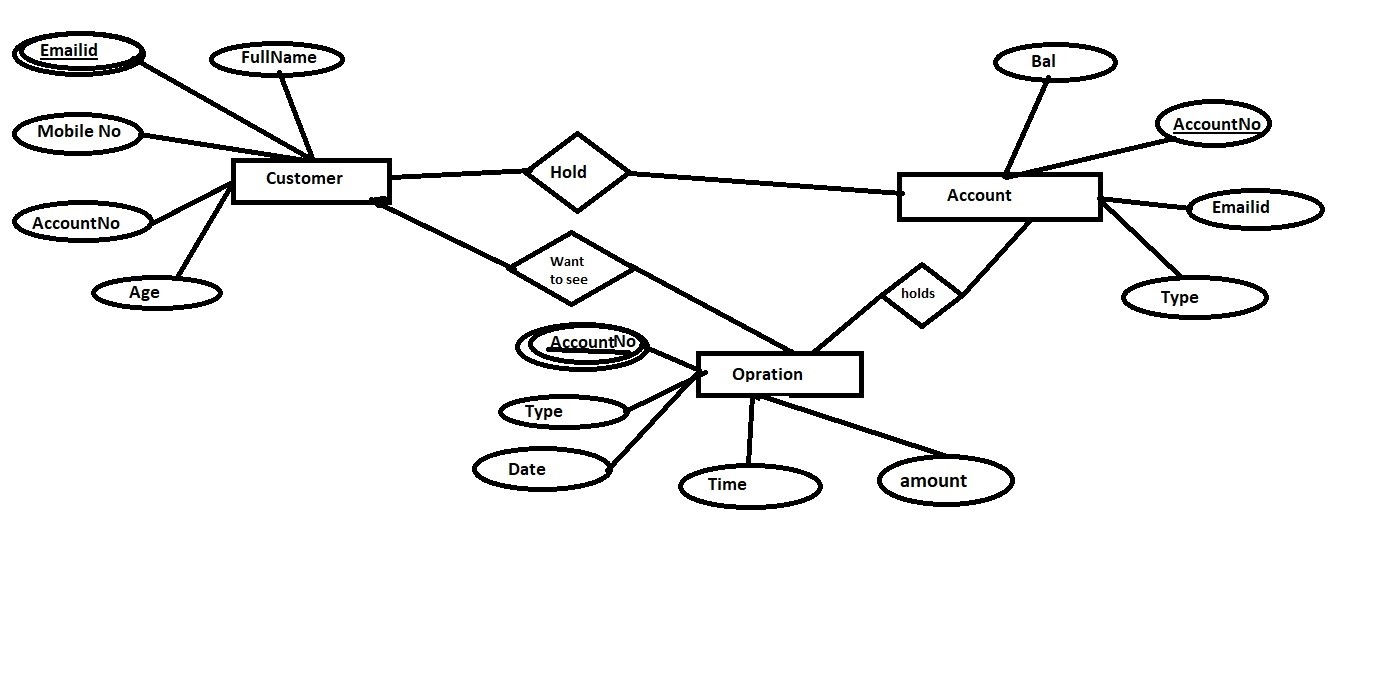 Emailid
FullName
Bal
Mobile No
AccountNo
Hold
Customer
Account
Emailid
AccountNo
Want
to see
Age
holds
Type
AccountNo
Opration
Type
Date
Time
amount